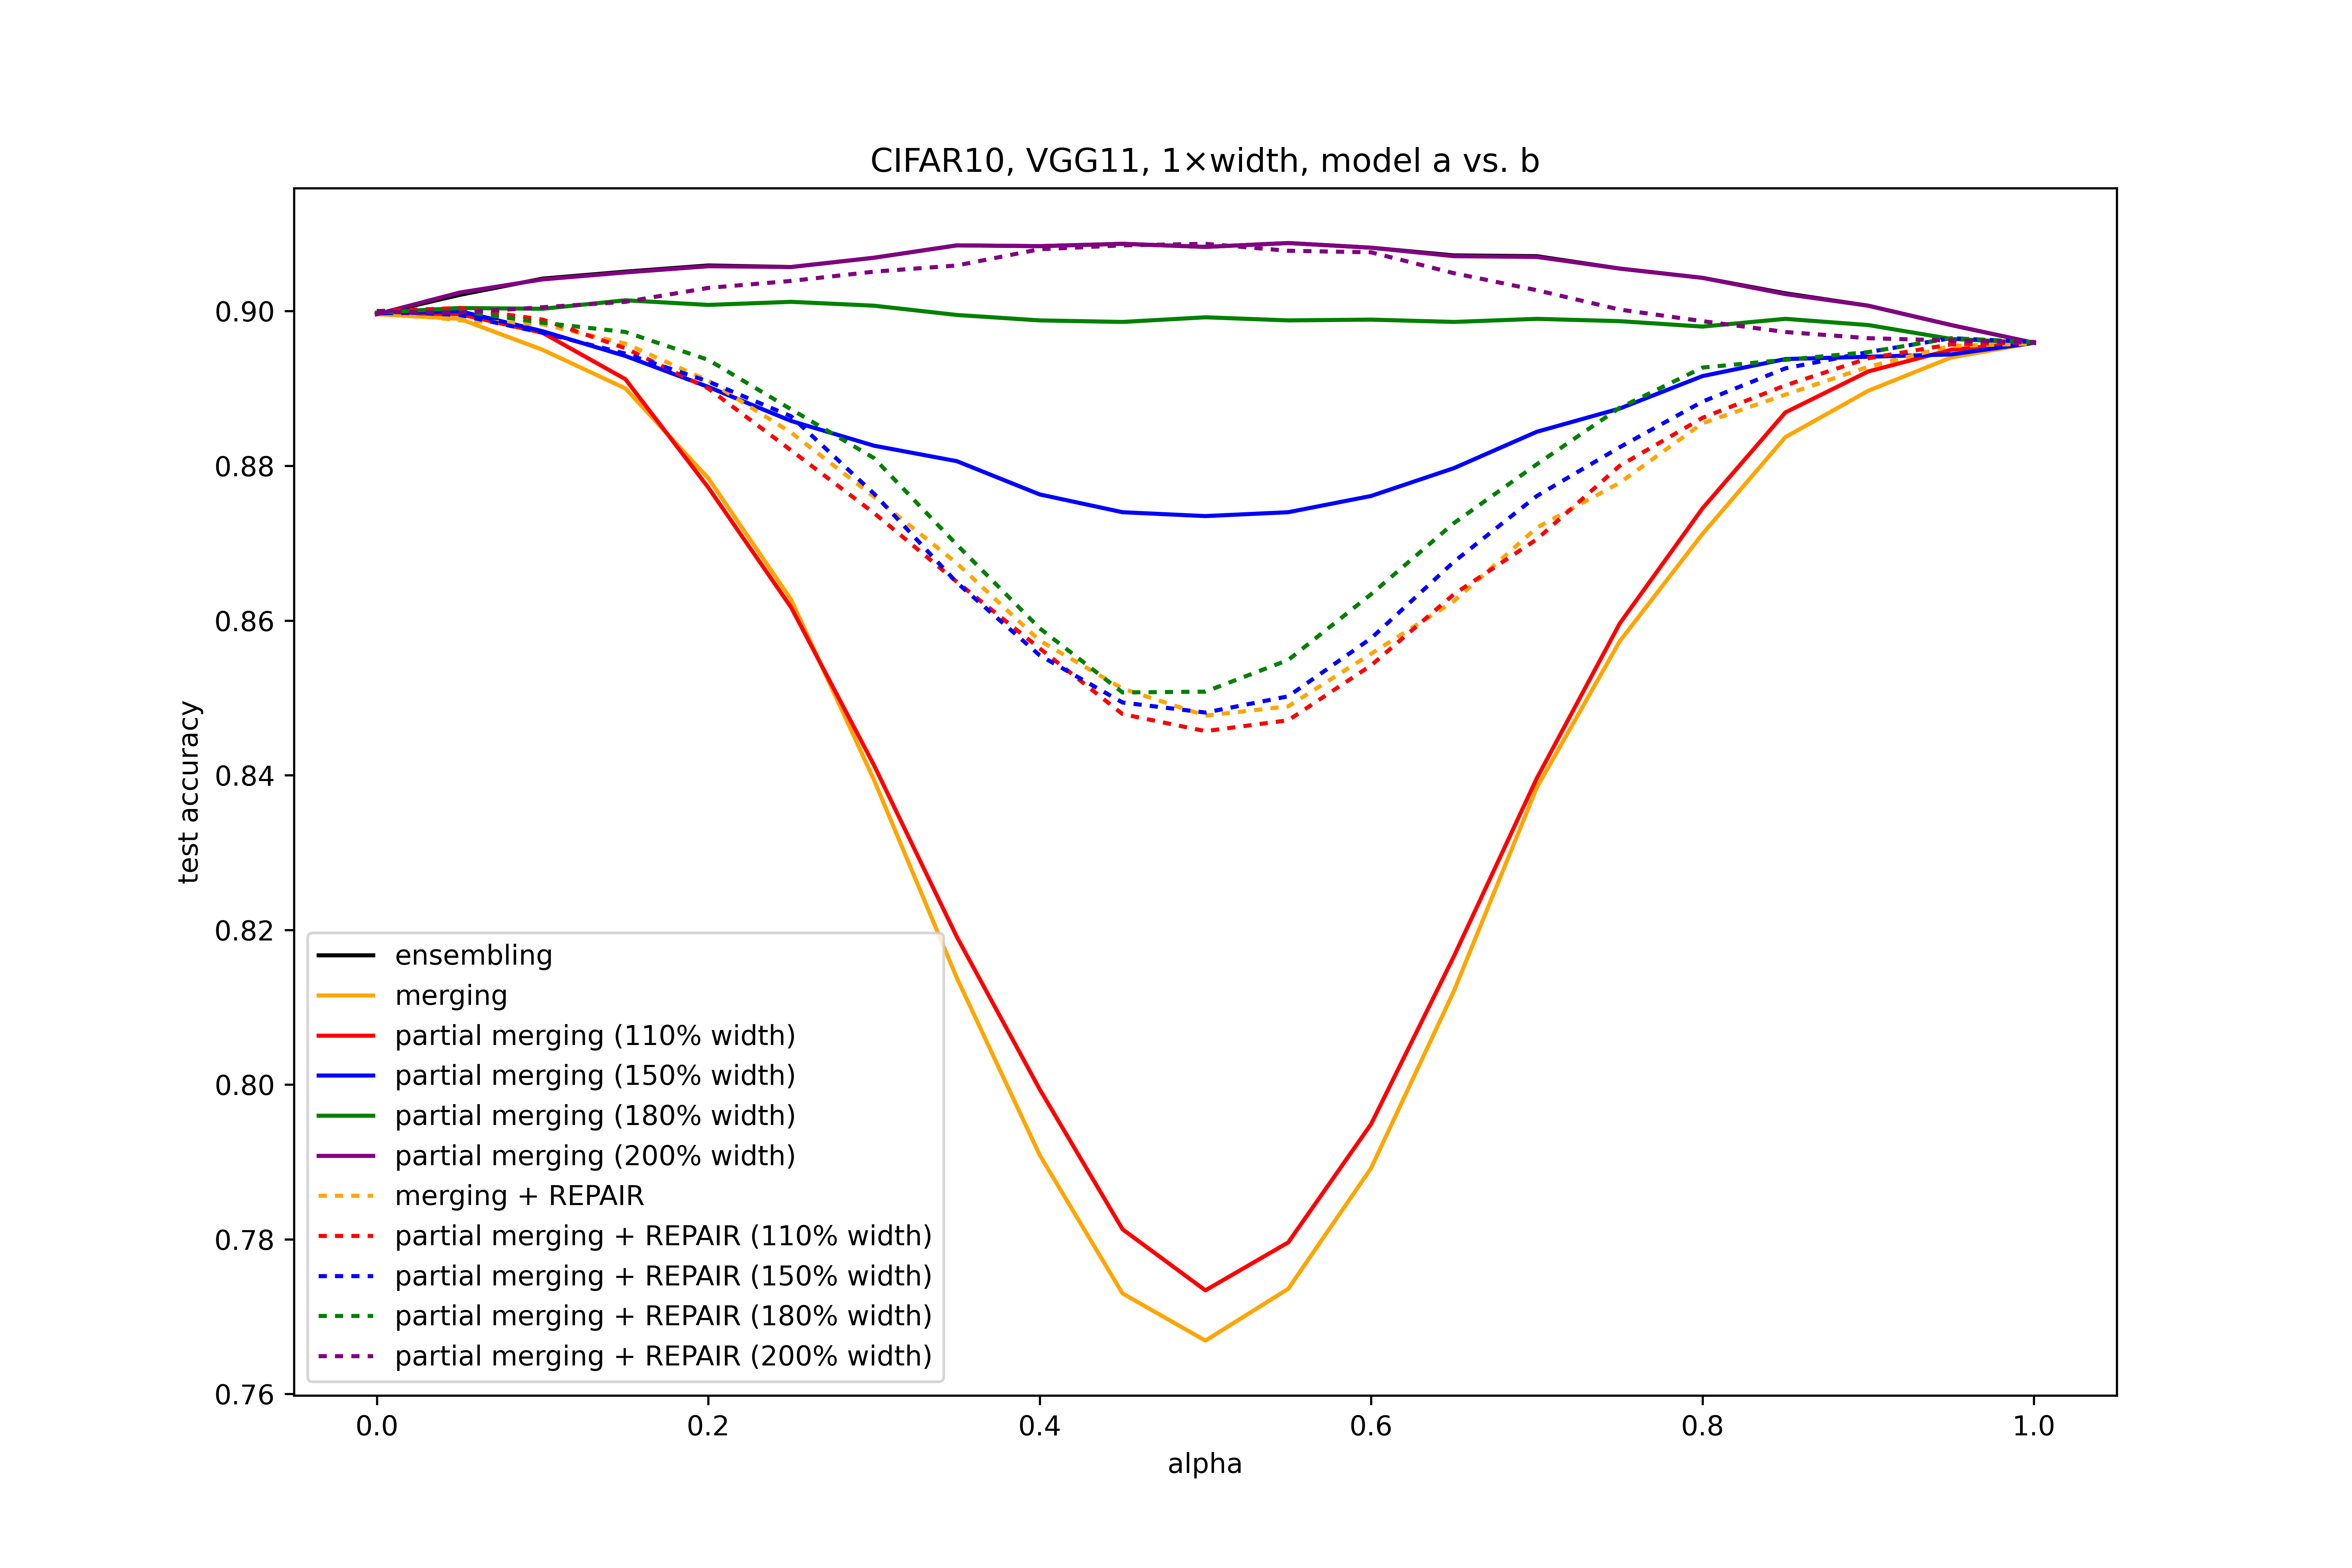 CIFAR10, VGG11, 1×width, model a vs. b
test accuracy
0.90
0.88
0.86
0.84
0.82
0.80
0.78
0.76
ensembling
merging
partial merging (110% width)
partial merging (150% width)
partial merging (180% width)
partial merging (200% width)
merging + REPAIR
partial merging + REPAIR (110% width)
partial merging + REPAIR (150% width)
partial merging + REPAIR (180% width)
partial merging + REPAIR (200% width)
0.0 0.2 0.4 0.6 0.8 1.0
alpha